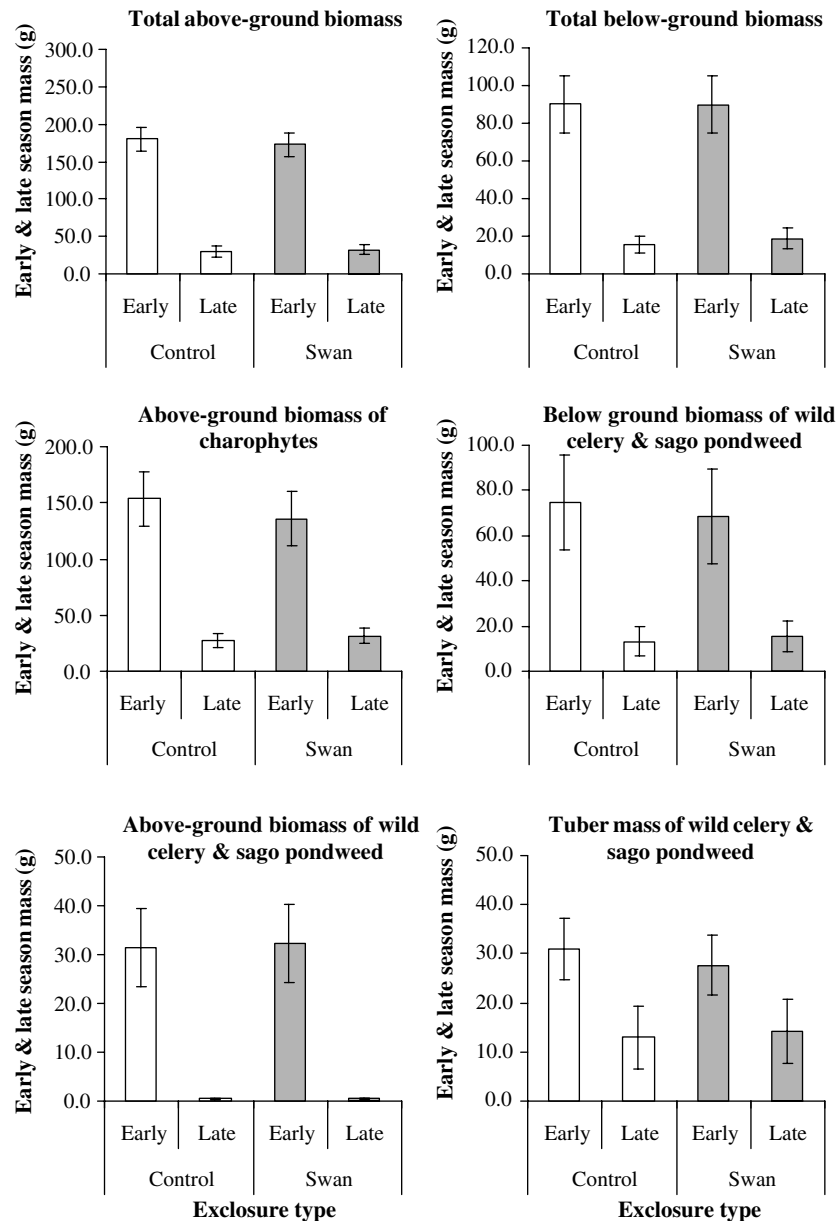 Total above-ground biomass
Early & late season mass (g)
300.0
250.0
200.0
150.0
100.0
50.0
0.0
Early Late Early Late
Control Swan
Total below-ground biomass
Early & late season mass (g)
120.0
100.0
80.0
60.0
40.0
20.0
0.0
Early Late Early Late
Control Swan
Above-ground biomass of
charophytes
Early & late season mass (g)
200.0
150.0
100.0
50.0
0.0
Early Late Early Late
Control Swan
Below ground biomass of wild
celery & sago pondweed
Early & late season mass (g)
100.0
80.0
60.0
40.0
20.0
0.0
Early Late Early Late
Control Swan
Above-ground biomass of wild
celery & sago pondweed
Early & late season mass (g)
50.0
40.0
30.0
20.0
10.0
0.0
Early Late Early Late
Control Swan
Exclosure type
Tuber mass of wild celery &
sago pondweed
Early & late season mass (g)
50.0
40.0
30.0
20.0
10.0
0.0
Early Late Early Late
Control Swan
Exclosure type